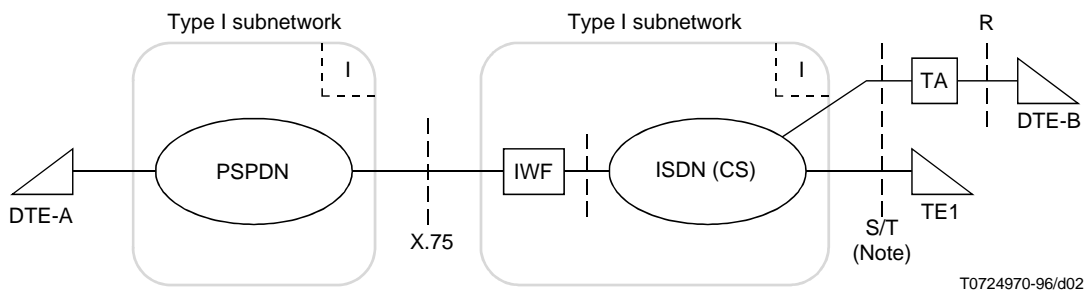 Type I subnetwork
Type I subnetwork
R
I
I
TA
DTE-B
PSPDN
IWF
ISDN (CS)
DTE-A
TE1
X.75
S/T
(Note)
T0724970-96/d02